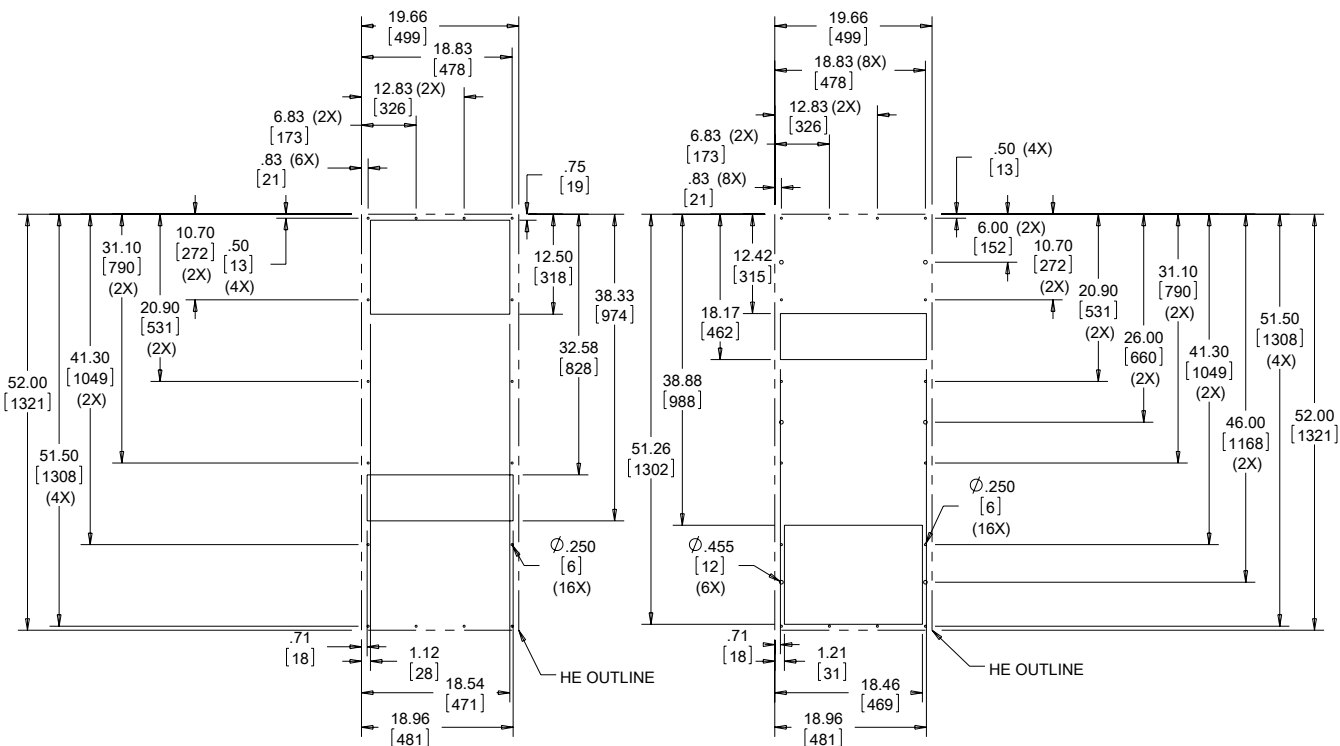 19.66
[499]
18.83
[478]
12.83 (2X)
[326]
6.83 (2X)
[173]
.83 (6X)
[21]
.75
[19]
10.70
[272]
(2X)
.50
[13]
(4X)
31.10
[790]
(2X)
20.90
[531]
(2X)
41.30
[1049]
(2X)
52.00
[1321]
51.50
[1308]
(4X)
12.50
[318]
38.33
[974]
32.58
[828]
Ø.250
[6]
(16X)
.71
[18]
1.12
[28]
HE OUTLINE
18.54
[471]
18.96
[481]
19.66
[499]
18.83 (8X)
[478]
12.83 (2X)
[326]
6.83 (2X)
[173]
.83 (8X)
[21]
.50 (4X)
[13]
6.00 (2X)
[152]
10.70
[272]
(2X)
12.42
[315]
18.17
[462]
38.88
[988]
51.26
[1302]
20.90
[531]
(2X)
31.10
[790]
(2X)
26.00
[660]
(2X)
51.50
[1308]
(4X)
41.30
[1049]
(2X)
46.00
[1168]
(2X)
52.00
[1321]
Ø.250
[6]
(16X)
Ø.455
[12]
(6X)
.71
[18]
1.21
[31]
HE OUTLINE
18.46
[469]
18.96
[481]